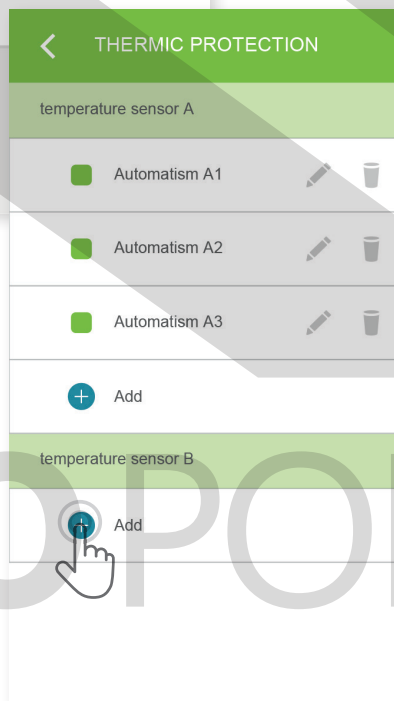 THERMIC PROTECTION
temperature sensor A
Automatism A1
Automatism A2
Automatism A3
Add
temperature sensor B
Add